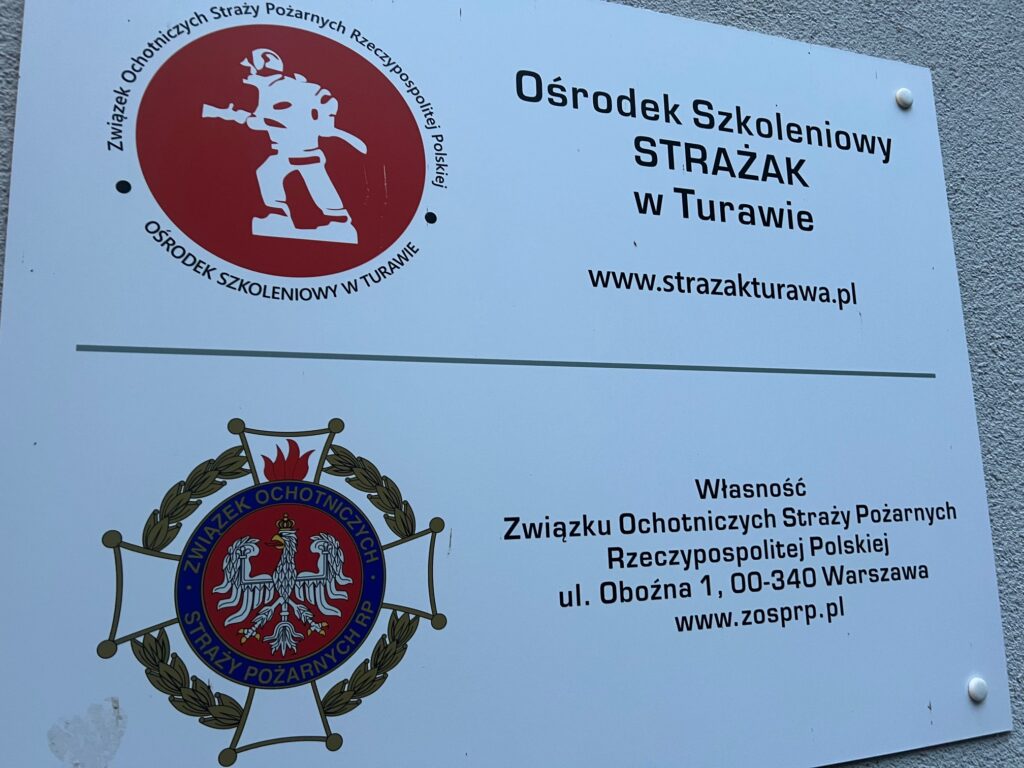 Związek Ochotniczych Straży Pożarnych Rzeczypospolitej Polskiej
OŚRODEK SZKOLENIOWY W TURAWIE
Ośrodek Szkoleniowy
STRAŻAK
w Turawie
www.strazakturawa.pl
ZWIĄZEK OCHOTNICZYCH
STRAŻY POŻARNYCH RP
Własność
Związku Ochotniczych Straży Pożarnych
Rzeczypospolitej Polskiej
ul. Oboźna 1, 00-340 Warszawa
www.zosprp.pl